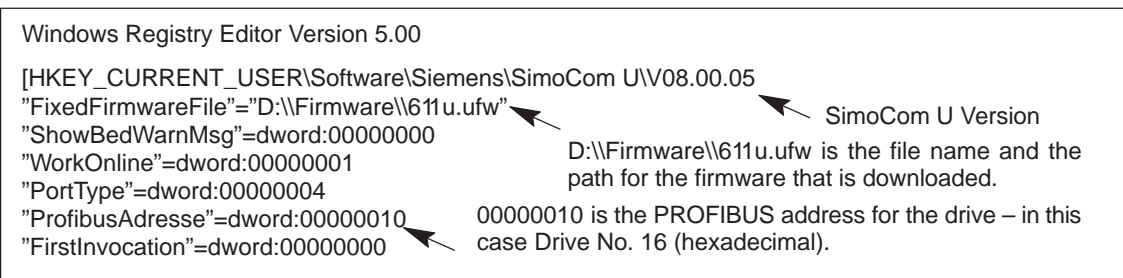 Windows Registry Editor Version 5.00
[HKEY_CURRENT_USER\Software\Siemens\SimoCom U\V08.00.05
"FixedFirmwareFile"="D:\\Firmware\\611u.ufw”
”ShowBedWarnMsg”=dword:00000000
”WorkOnline”=dword:00000001
”PortType”=dword:00000004
”ProfibusAdresse”=dword:00000010
”FirstInvocation”=dword:00000000
SimoCom U Version
D:\\Firmware\\611u.ufw is the file name and the
path for the firmware that is downloaded.
00000010 is the PROFIBUS address for the drive – in this
case Drive No. 16 (hexadecimal).